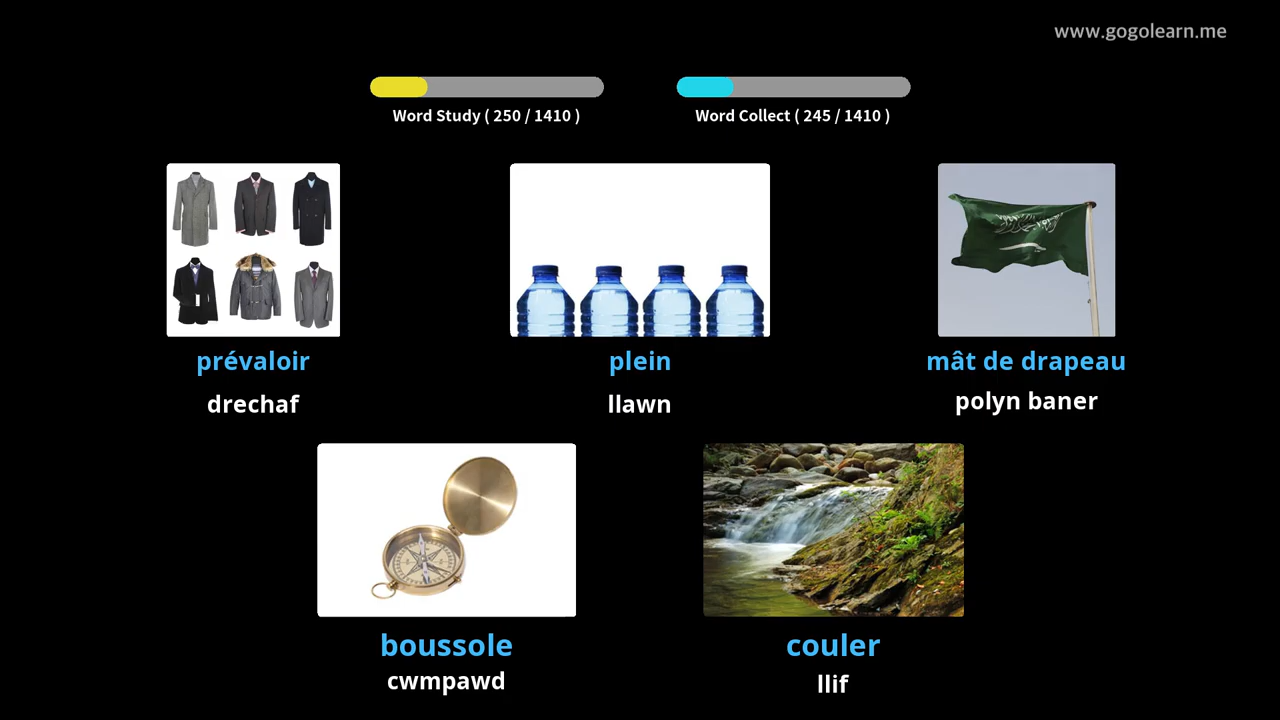 www.gogolearn.me
Word Study ( 250 / 1410 )
Word Collect ( 245 / 1410 )
prévaloir
drechaf
plein
llawn
mât de drapeau
polyn baner
boussole
cwmpawd
couler
llif